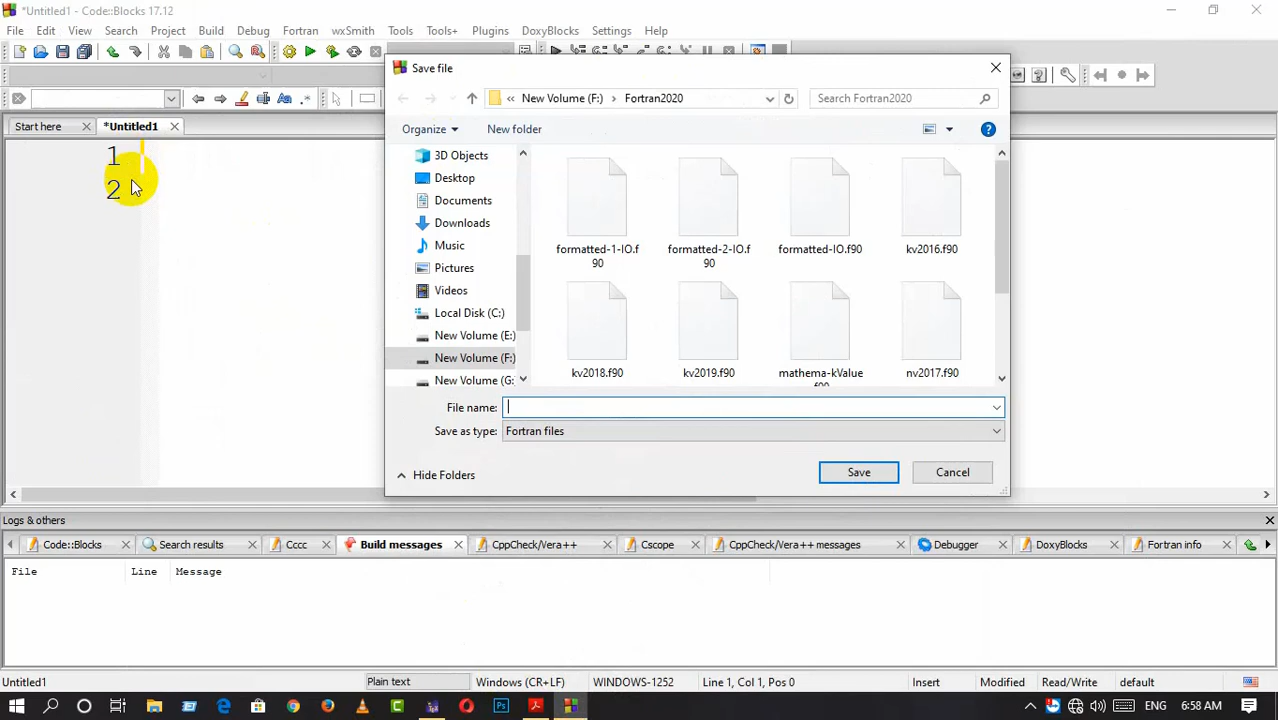 *Untitled1 - Code::Blocks 17.12
File Edit View Search Project Build Debug Fortran wxSmith Tools Tools+ Plugins DoxyBlocks Settings Help
Save file
« New Volume (F:) › Fortran2020
Search Fortran2020
Start here
*Untitled1
Organize
New folder
1
2
3D Objects
Desktop
Documents
Downloads
Music
Pictures
Videos
Local Disk (C:)
New Volume (E:)
New Volume (F:)
New Volume (G:
formatted-1-IO.f
90
formatted-2-IO.f
90
formatted-IO.f90
kv2016.f90
kv2018.f90
kv2019.f90
mathema-kValue
.f90
nv2017.f90
File name:
Save as type: Fortran files
Hide Folders
Save
Cancel
Logs & others
Code::Blocks
Search results
Cccc
Build messages
CppCheck/Vera++
Cscope
CppCheck/Vera++ messages
Debugger
DoxyBlocks
Fortran info
File Line Message
Untitled1 Plain text Windows (CR+LF) WINDOWS-1252 Line 1, Col 1, Pos 0 Insert Modified Read/Write default
ENG 6:58 AM